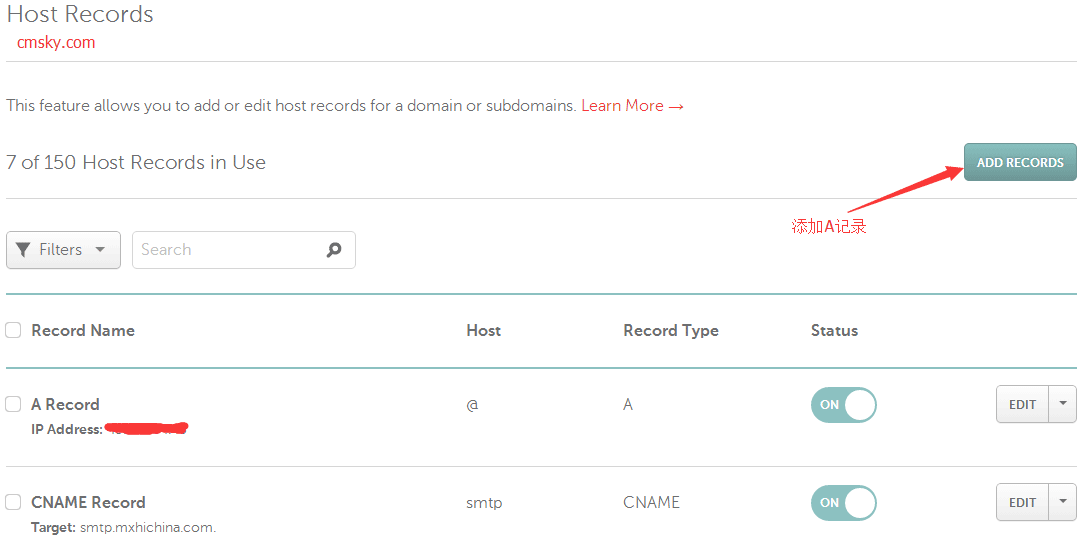 Host Records
cmsky.com
This feature allows you to add or edit host records for a domain or subdomains. Learn More →
7 of 150 Host Records in Use
ADD RECORDS
添加A记录
Filters
Search
Record Name Host Record Type Status
A Record @ A ON EDIT
IP Address:
CNAME Record smtp CNAME ON EDIT
Target: smtp.mxhichina.com.